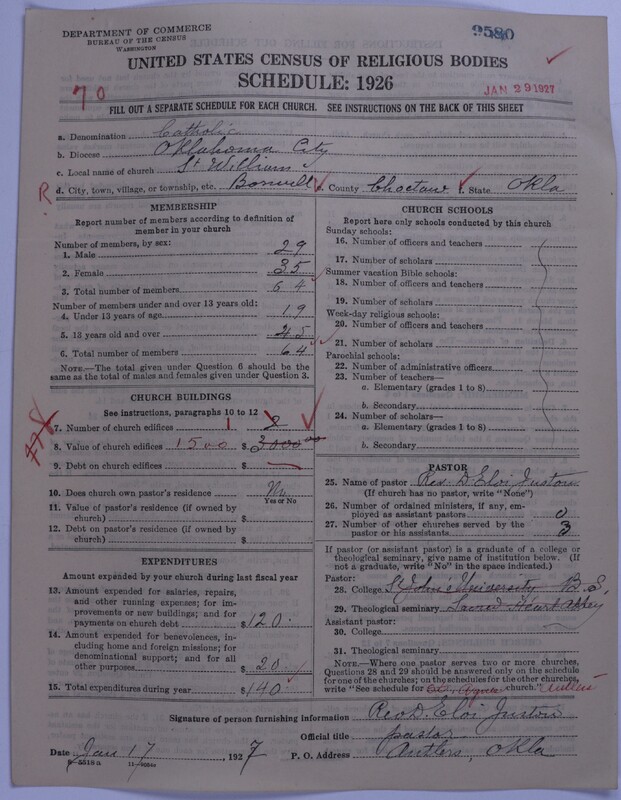 DEPARTMENT OF COMMERCE
BUREAU OF THE CENSUS
WASHINGTON
9580
UNITED STATES CENSUS OF RELIGIOUS BODIES
SCHEDULE: 1926
70
JAN 29 1927
FILL OUT A SEPARATE SCHEDULE FOR EACH CHURCH. SEE INSTRUCTIONS ON THE BACK OF THIS SHEET
a. Denomination Catholic
b. Diocese Oklahoma City
c. Local name of church St William's
R d. City, town, village, or township, etc. Boswell County Choctaw State Okla
MEMBERSHIP
Report number of members according to definition of
member in your church
Number of members, by sex:
1. Male 29
2. Female 35
3. Total number of members 64
Number of members under and over 13 years old:
4. Under 13 years of age 19
5. 13 years old and over 45
6. Total number of members 64
NOTE.—The total given under Question 6 should be the
same as the total of males and females given under Question 3.
CHURCH BUILDINGS
See instructions, paragraphs 10 to 12
7. Number of church edifices 1 2
8. Value of church edifices 1500 $ 3000 00
9. Debt on church edifices $
10. Does church own pastor's residence No
Yes or No
11. Value of pastor's residence (if owned by
church) $
12. Debt on pastor's residence (if owned by
church) $
EXPENDITURES
Amount expended by your church during last fiscal year
13. Amount expended for salaries, repairs,
and other running expenses; for im-
provements or new buildings; and for
payments on church debt $ 120.
14. Amount expended for benevolences, in-
cluding home and foreign missions; for
denominational support; and for all
other purposes 20
15. Total expenditures during year $ 140
CHURCH SCHOOLS
Report here only schools conducted by this church
Sunday schools:
16. Number of officers and teachers
17. Number of scholars
Summer vacation Bible schools:
18. Number of officers and teachers
19. Number of scholars
Week-day religious schools:
20. Number of officers and teachers
21. Number of scholars
Parochial schools:
22. Number of administrative officers
23. Number of teachers—
a. Elementary (grades 1 to 8)
b. Secondary
24. Number of scholars—
a. Elementary (grades 1 to 8)
b. Secondary
PASTOR
25. Name of pastor Rev. D. Eloi Juston
(If church has no pastor, write "None")
26. Number of ordained ministers, if any, em-
ployed as assistant pastors 0
27. Number of other churches served by the
pastor or his assistants 3
If pastor (or assistant pastor) is a graduate of a college or
theological seminary, give name of institution below. (If
not a graduate, write "No" in the space indicated.)
Pastor:
28. College St John's University B.S.
29. Theological seminary Sacred Heart Abbey
Assistant pastor:
30. College
31. Theological seminary
NOTE.—Where one pastor serves two or more churches,
Questions 28 and 29 should be answered only on the schedule
for one of the churches; on the schedules for the other churches,
write "See schedule for Agnes church." Antlers
Signature of person furnishing information Rev D. Eloi Juston
Official title pastor
Date Jan 17 1927 P. O. Address Antlers, Okla